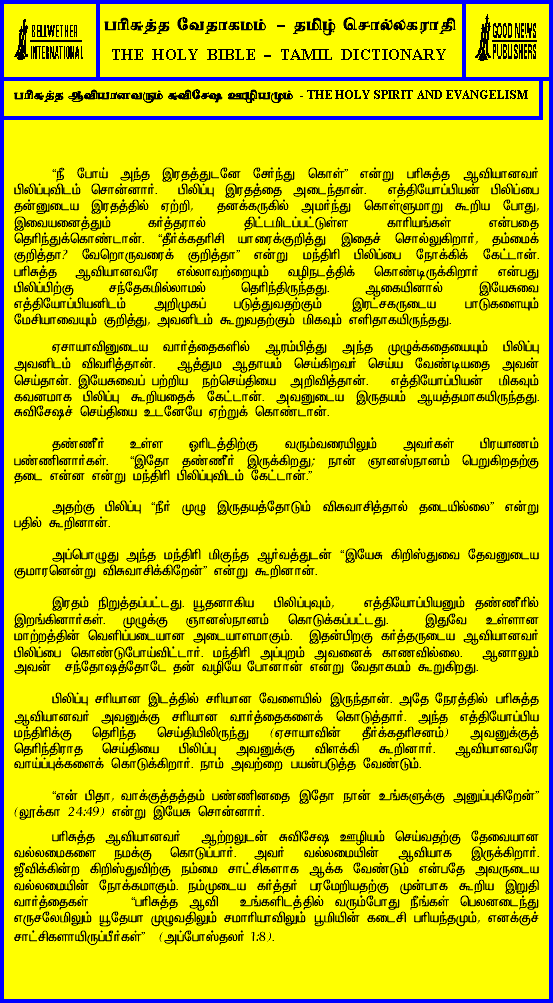 BELLWETHER
INTERNATIONAL
பரிசுத்த வேதாகமம் – தமிழ் சொல்லகராதி
THE HOLY BIBLE – TAMIL DICTIONARY
GOOD NEWS
PUBLISHERS
பரிசுத்த ஆவியானவரும் சுவிசேஷ ஊழியமும் - THE HOLY SPIRIT AND EVANGELISM
“நீ போய் அந்த இரதத்துடனே சேர்ந்து கொள்” என்று பரிசுத்த ஆவியானவர்
பிலிப்புவிடம் சொன்னார். பிலிப்பு இரதத்தை அடைந்தான். எத்தியோப்பியன் பிலிப்பை
தன்னுடைய இரதத்தில் ஏற்றி, தனக்கருகில் அமர்ந்து கொள்ளுமாறு கூறிய போது,
இவையனைத்தும் கர்த்தரால் திட்டமிடப்பட்டுள்ள காரியங்கள் என்பதை
தெரிந்துக்கொண்டான். “தீர்க்கதரிசி யாரைக்குறித்து இதைச் சொல்லுகிறார், தம்மைக்
குறித்தா? வேறொருவரைக் குறித்தா” என்று மந்திரி பிலிப்பை நோக்கிக் கேட்டான்.
பரிசுத்த ஆவியானவரே எல்லாவற்றையும் வழிநடத்திக் கொண்டிருக்கிறார் என்பது
பிலிப்பிற்கு சந்தேகமில்லாமல் தெரிந்திருந்தது. ஆகையினால் இயேசுவை
எத்தியோப்பியனிடம் அறிமுகப் படுத்துவதற்கும் இரட்சகருடைய பாடுகளையும்
மேசியாவையும் குறித்து, அவனிடம் கூறுவதற்கும் மிகவும் எளிதாகயிருந்தது.
ஏசாயாவினுடைய வார்த்தைகளில் ஆரம்பித்து அந்த முழுக்கதையையும் பிலிப்பு
அவனிடம் விவரித்தான். ஆத்தும ஆதாயம் செய்கிறவர் செய்ய வேண்டியதை அவன்
செய்தான். இயேசுவைப் பற்றிய நற்செய்தியை அறிவித்தான். எத்தியோப்பியன் மிகவும்
கவனமாக பிலிப்பு கூறியதைக் கேட்டான். அவனுடைய இருதயம் ஆயத்தமாகயிருந்தது.
சுவிசேஷச் செய்தியை உடனேயே ஏற்றுக் கொண்டான்.
தண்ணீர் உள்ள ஓரிடத்திற்கு வரும்வரையிலும் அவர்கள் பிரயாணம்
பண்ணினார்கள். “இதோ தண்ணீர் இருக்கிறது; நான் ஞானஸ்நானம் பெறுகிறதற்கு
தடை என்ன என்று மந்திரி பிலிப்புவிடம் கேட்டான்.”
அதற்கு பிலிப்பு “நீர் முழு இருதயத்தோடும் விசுவாசித்தால் தடையில்லை” என்று
பதில் கூறினான்.
அப்பொழுது அந்த மந்திரி மிகுந்த ஆர்வத்துடன் “இயேசு கிறிஸ்துவை தேவனுடைய
குமாரனென்று விசுவாசிக்கிறேன்” என்று கூறினான்.
இரதம் நிறுத்தப்பட்டது. யூதனாகிய பிலிப்புவும், எத்தியோப்பியனும் தண்ணீரில்
இறங்கினார்கள். முழுக்கு ஞானஸ்நானம் கொடுக்கப்பட்டது. இதுவே உள்ளான
மாற்றத்தின் வெளிப்படையான அடையாளமாகும். இதன்பிறகு கர்த்தருடைய ஆவியானவர்
பிலிப்பை கொண்டுபோய்விட்டார். மந்திரி அப்புறம் அவனைக் காணவில்லை. ஆனாலும்
அவன் சந்தோஷத்தோடே தன் வழியே போனான் என்று வேதாகமம் கூறுகிறது.
பிலிப்பு சரியான இடத்தில் சரியான வேளையில் இருந்தான். அதே நேரத்தில் பரிசுத்த
ஆவியானவர் அவனுக்கு சரியான வார்த்தைகளைக் கொடுத்தார். அந்த எத்தியோப்பிய
மந்திரிக்கு தெரிந்த செய்தியிலிருந்து (ஏசாயாவின் தீர்க்கதரிசனம்) அவனுக்குத்
தெரிந்திராத செய்தியை பிலிப்பு அவனுக்கு விளக்கி கூறினார். ஆவியானவரே
வாய்ப்புக்களைக் கொடுக்கிறார். நாம் அவற்றை பயன்படுத்த வேண்டும்.
“என் பிதா, வாக்குத்தத்தம் பண்ணினதை இதோ நான் உங்களுக்கு அனுப்புகிறேன்”
(லூக்கா 24:49) என்று இயேசு சொன்னார்.
பரிசுத்த ஆவியானவர் ஆற்றலுடன் சுவிசேஷ ஊழியம் செய்வதற்கு தேவையான
வல்லமைகளை நமக்கு கொடுப்பார். அவர் வல்லமையின் ஆவியாக இருக்கிறார்.
ஜீவிக்கின்ற கிறிஸ்துவிற்கு நம்மை சாட்சிகளாக ஆக்க வேண்டும் என்பதே அவருடைய
வல்லமையின் நோக்கமாகும். நம்முடைய கர்த்தர் பரமேறியதற்கு முன்பாக கூறிய இறுதி
வார்த்தைகள் “பரிசுத்த ஆவி உங்களிடத்தில் வரும்போது நீங்கள் பெலனடைந்து
எருசலேமிலும் யூதேயா முழுவதிலும் சமாரியாவிலும் பூமியின் கடைசி பரியந்தமும், எனக்குச்
சாட்சிகளாயிருப்பீர்கள்” (அப்போஸ்தலர் 1:8).